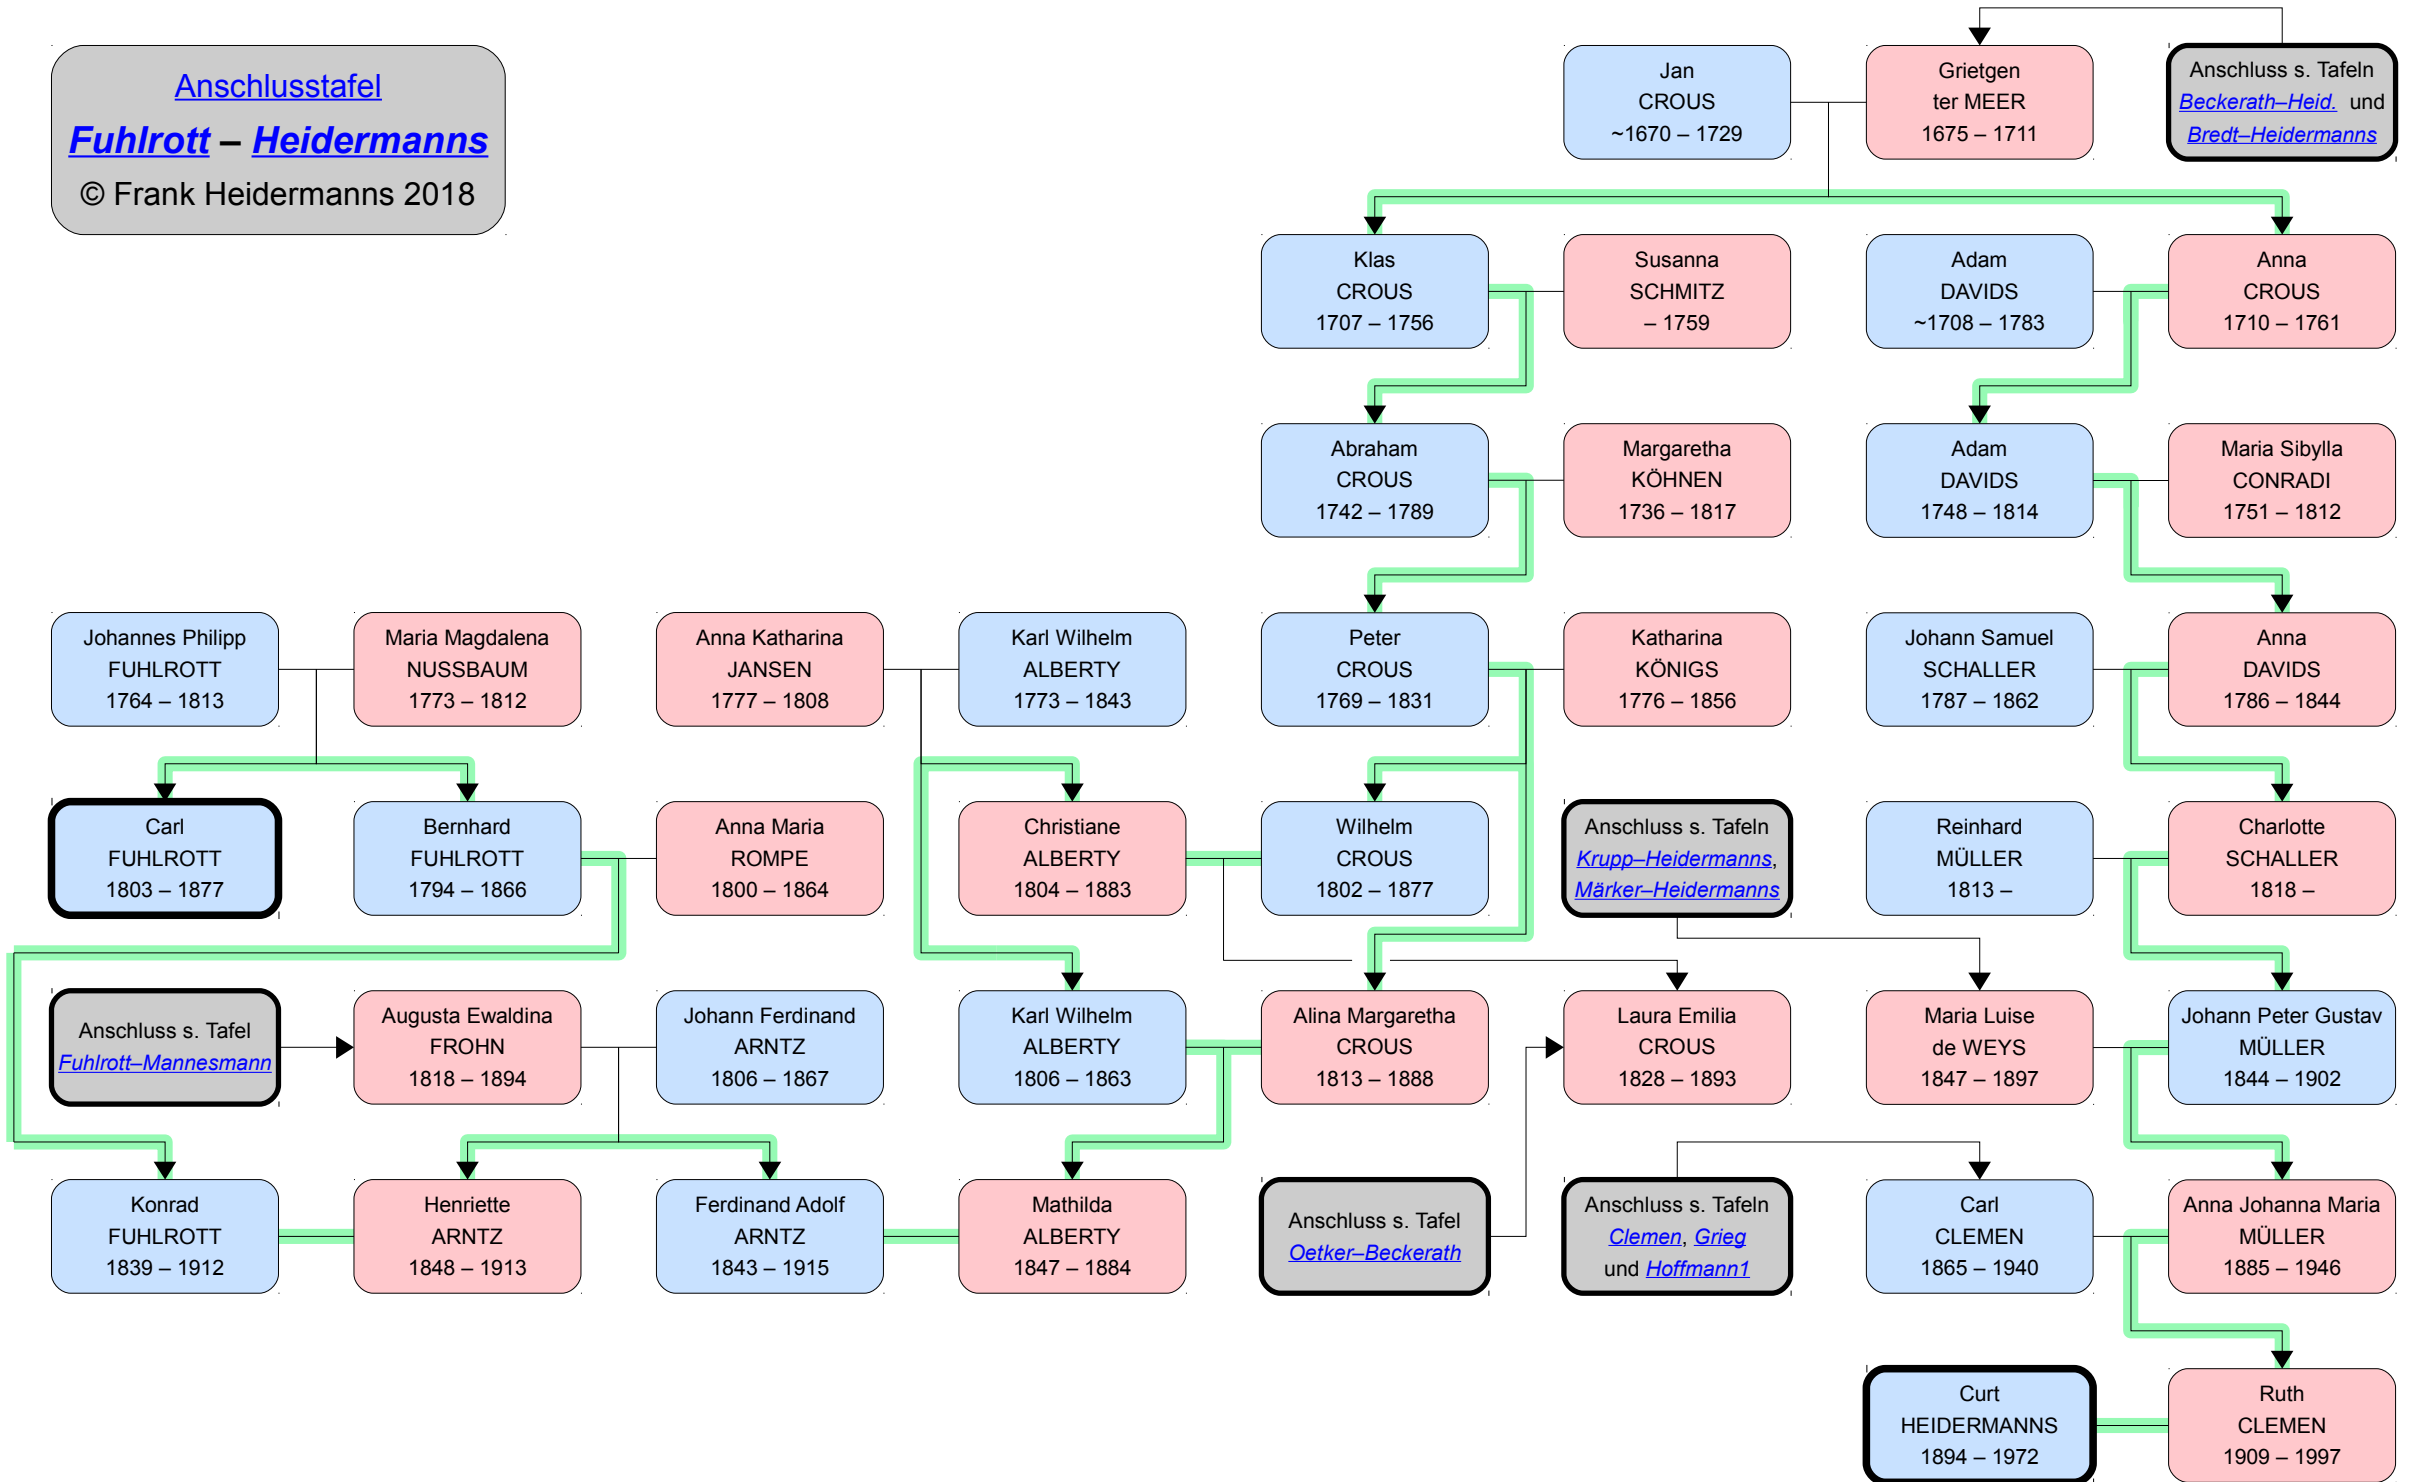 Anschlusstafel
Fuhlrott – Heidermanns
© Frank Heidermanns 2018
Jan
CROUS
~1670 – 1729
Grietgen
ter MEER
1675 – 1711
Anschluss s. Tafeln
Beckerath–Heid. und
Bredt–Heidermanns
Klas
CROUS
1707 – 1756
Susanna
SCHMITZ
– 1759
Adam
DAVIDS
~1708 – 1783
Anna
CROUS
1710 – 1761
Abraham
CROUS
1742 – 1789
Margaretha
KÖHNEN
1736 – 1817
Adam
DAVIDS
1748 – 1814
Maria Sibylla
CONRADI
1751 – 1812
Johannes Philipp
FUHLROTT
1764 – 1813
Maria Magdalena
NUSSBAUM
1773 – 1812
Anna Katharina
JANSEN
1777 – 1808
Karl Wilhelm
ALBERTY
1773 – 1843
Peter
CROUS
1769 – 1831
Katharina
KÖNIGS
1776 – 1856
Johann Samuel
SCHALLER
1787 – 1862
Anna
DAVIDS
1786 – 1844
Carl
FUHLROTT
1803 – 1877
Bernhard
FUHLROTT
1794 – 1866
Anna Maria
ROMPE
1800 – 1864
Christiane
ALBERTY
1804 – 1883
Wilhelm
CROUS
1802 – 1877
Anschluss s. Tafeln
Krupp–Heidermanns,
Märker–Heidermanns
Reinhard
MÜLLER
1813 –
Charlotte
SCHALLER
1818 –
Anschluss s. Tafel
Fuhlrott–Mannesmann
Augusta Ewaldina
FROHN
1818 – 1894
Johann Ferdinand
ARNTZ
1806 – 1867
Karl Wilhelm
ALBERTY
1806 – 1863
Alina Margaretha
CROUS
1813 – 1888
Laura Emilia
CROUS
1828 – 1893
Maria Luise
de WEYS
1847 – 1897
Johann Peter Gustav
MÜLLER
1844 – 1902
Konrad
FUHLROTT
1839 – 1912
Henriette
ARNTZ
1848 – 1913
Ferdinand Adolf
ARNTZ
1843 – 1915
Mathilda
ALBERTY
1847 – 1884
Anschluss s. Tafel
Oetker–Beckerath
Anschluss s. Tafeln
Clemen, Grieg
und Hoffmann1
Carl
CLEMEN
1865 – 1940
Anna Johanna Maria
MÜLLER
1885 – 1946
Curt
HEIDERMANNS
1894 – 1972
Ruth
CLEMEN
1909 – 1997